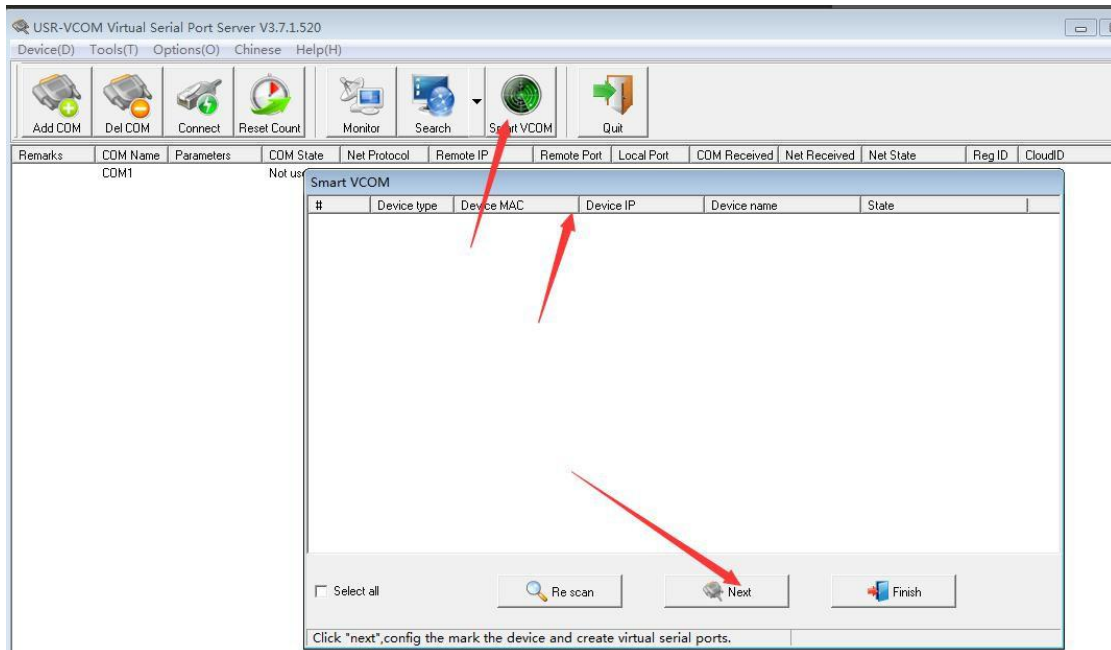 USR-VCOM Virtual Serial Port Server V3.7.1.520
Device(D) Tools(T) Options(O) Chinese Help(H)
Add COM Del COM Connect Reset Count Monitor Search Smart VCOM Quit
Remarks COM Name Parameters COM State Net Protocol Remote IP Remote Port Local Port COM Received Net Received Net State Reg ID CloudID
COM1 Not use
Smart VCOM
# Device type Device MAC Device IP Device name State
Select all Re scan Next Finish
Click "next",config the mark the device and create virtual serial ports.